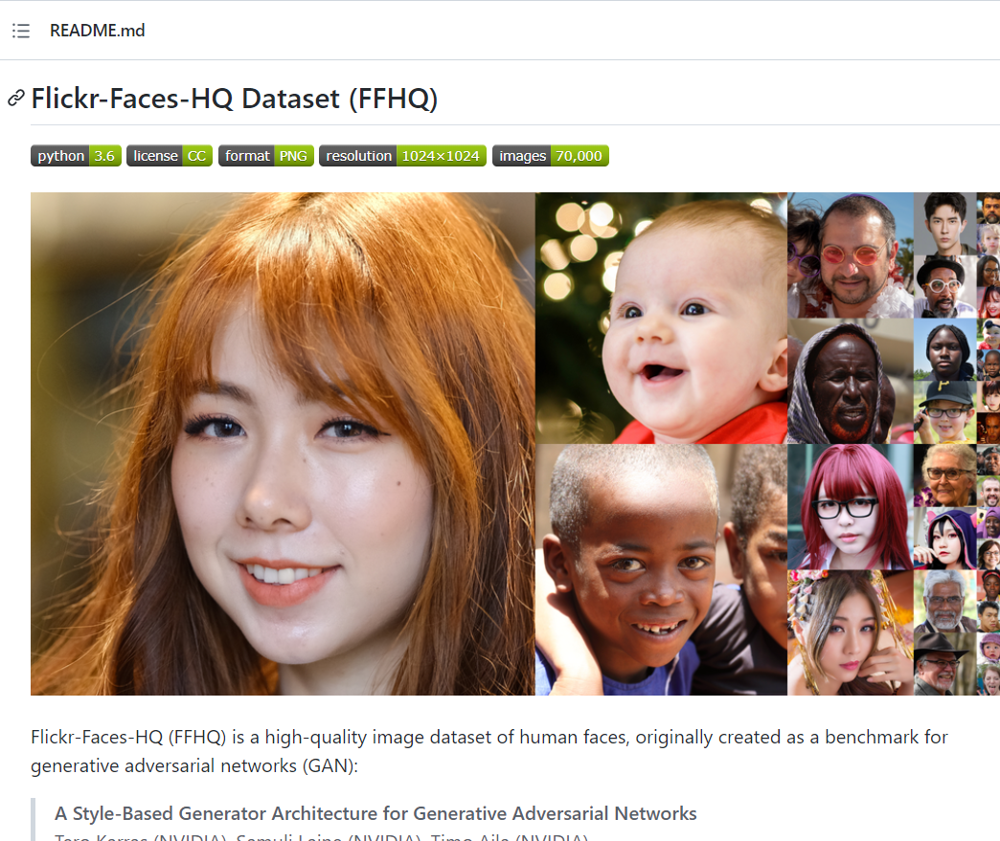 README.md
Flickr-Faces-HQ Dataset (FFHQ)
python 3.6 license CC format PNG resolution 1024×1024 images 70,000
P
Flickr-Faces-HQ (FFHQ) is a high-quality image dataset of human faces, originally created as a benchmark for
generative adversarial networks (GAN):
A Style-Based Generator Architecture for Generative Adversarial Networks
Tero Karras (NVIDIA), Samuli Laine (NVIDIA), Timo Aila (NVIDIA)